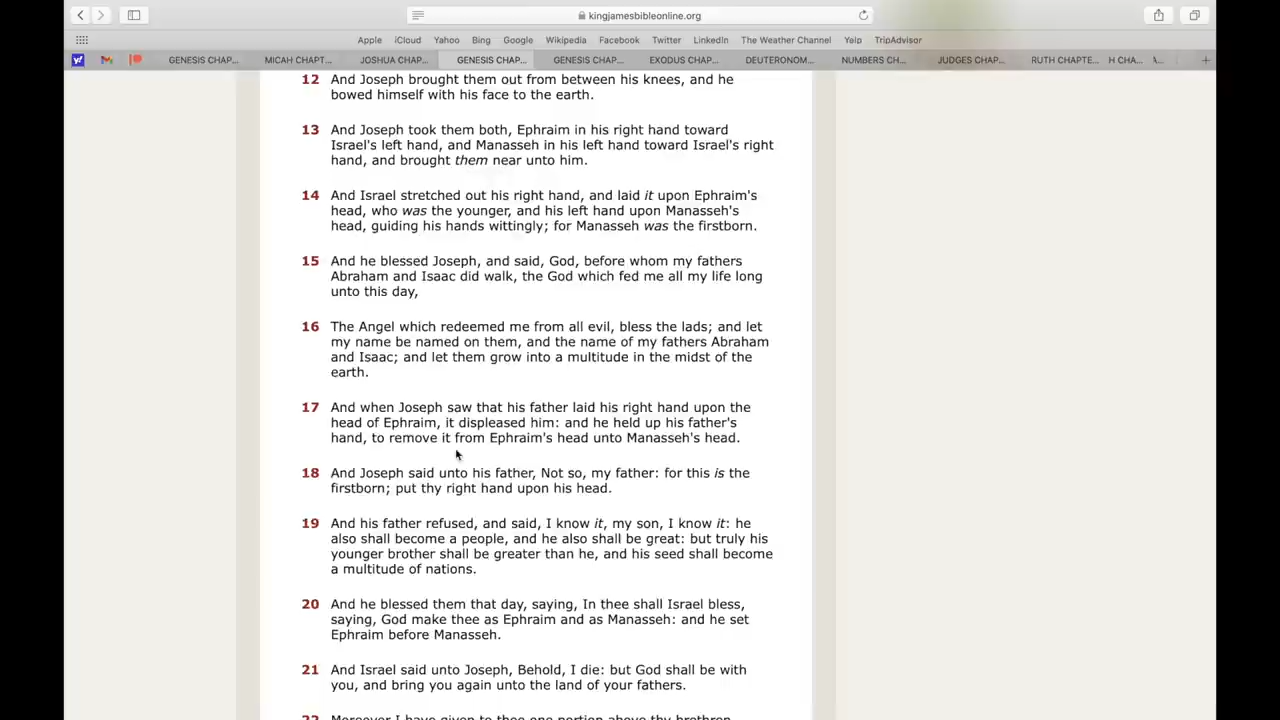 kingjamesbibleonline.org
Apple iCloud Yahoo Bing Google Wikipedia Facebook Twitter LinkedIn The Weather Channel Yelp TripAdvisor
GENESIS CHAP... MICAH CHAPT... JOSHUA CHAP... GENESIS CHAP... GENESIS CHAP... EXODUS CHAP... DEUTERONOM... NUMBERS CH... JUDGES CHAP... RUTH CHAPTE... H CHA... A...
12 And Joseph brought them out from between his knees, and he
bowed himself with his face to the earth.
13 And Joseph took them both, Ephraim in his right hand toward
Israel's left hand, and Manasseh in his left hand toward Israel's right
hand, and brought them near unto him.
14 And Israel stretched out his right hand, and laid it upon Ephraim's
head, who was the younger, and his left hand upon Manasseh's
head, guiding his hands wittingly; for Manasseh was the firstborn.
15 And he blessed Joseph, and said, God, before whom my fathers
Abraham and Isaac did walk, the God which fed me all my life long
unto this day,
16 The Angel which redeemed me from all evil, bless the lads; and let
my name be named on them, and the name of my fathers Abraham
and Isaac; and let them grow into a multitude in the midst of the
earth.
17 And when Joseph saw that his father laid his right hand upon the
head of Ephraim, it displeased him: and he held up his father's
hand, to remove it from Ephraim's head unto Manasseh's head.
18 And Joseph said unto his father, Not so, my father: for this is the
firstborn; put thy right hand upon his head.
19 And his father refused, and said, I know it, my son, I know it: he
also shall become a people, and he also shall be great: but truly his
younger brother shall be greater than he, and his seed shall become
a multitude of nations.
20 And he blessed them that day, saying, In thee shall Israel bless,
saying, God make thee as Ephraim and as Manasseh: and he set
Ephraim before Manasseh.
21 And Israel said unto Joseph, Behold, I die: but God shall be with
you, and bring you again unto the land of your fathers.
22 Moreover I have given to thee one portion above thy brethren